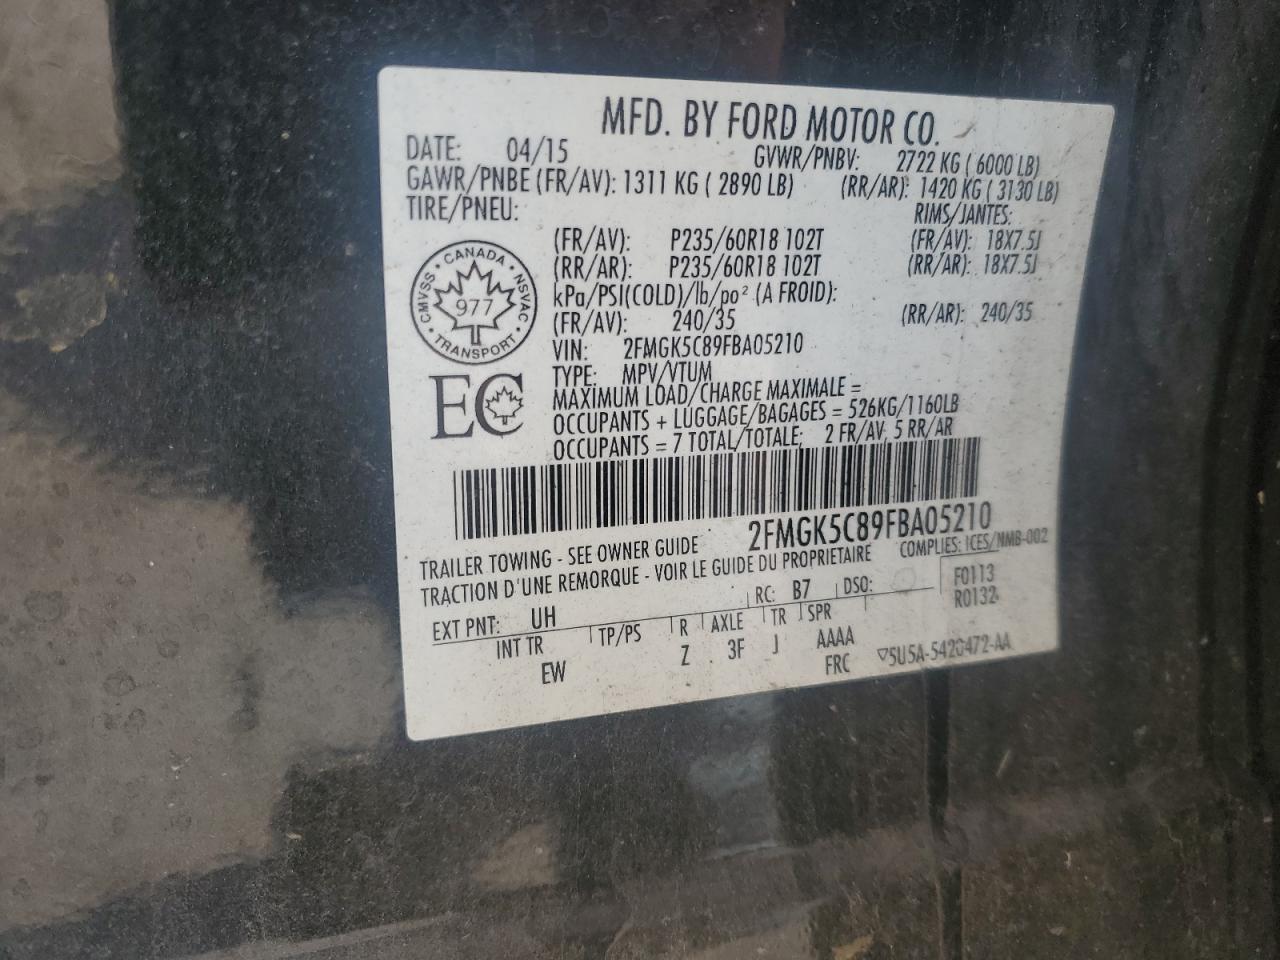 MFD. BY FORD MOTOR CO.
DATE: 04/15 GVWR/PNBV: 2722 KG ( 6000 LB)
GAWR/PNBE (FR/AV): 1311 KG ( 2890 LB) (RR/AR): 1420 KG ( 3130 LB)
TIRE/PNEU: RIMS/JANTES:
(FR/AV): P235/60R18 102T (FR/AV): 18X7.5J
(RR/AR): P235/60R18 102T (RR/AR): 18X7.5J
kPa/PSI(COLD)/lb/po² (A FROID):
(FR/AV): 240/35 (RR/AR): 240/35
CMVSS · CANADA · NSVAC · TRANSPORT ·
977
VIN: 2FMGK5C89FBA05210
TYPE: MPV/VTUM
EC
MAXIMUM LOAD/CHARGE MAXIMALE =
OCCUPANTS + LUGGAGE/BAGAGES = 526KG/1160LB
OCCUPANTS = 7 TOTAL/TOTALE; 2 FR/AV, 5 RR/AR
2FMGK5C89FBA05210
TRAILER TOWING - SEE OWNER GUIDE COMPLIES: ICES/NMB-002
TRACTION D'UNE REMORQUE - VOIR LE GUIDE DU PROPRIETAIRE
EXT PNT: UH RC: B7 DSO: F0113
R0132
INT TR TP/PS R AXLE TR SPR
EW Z 3F J AAAA
FRC ▽5U5A-5420472-AA